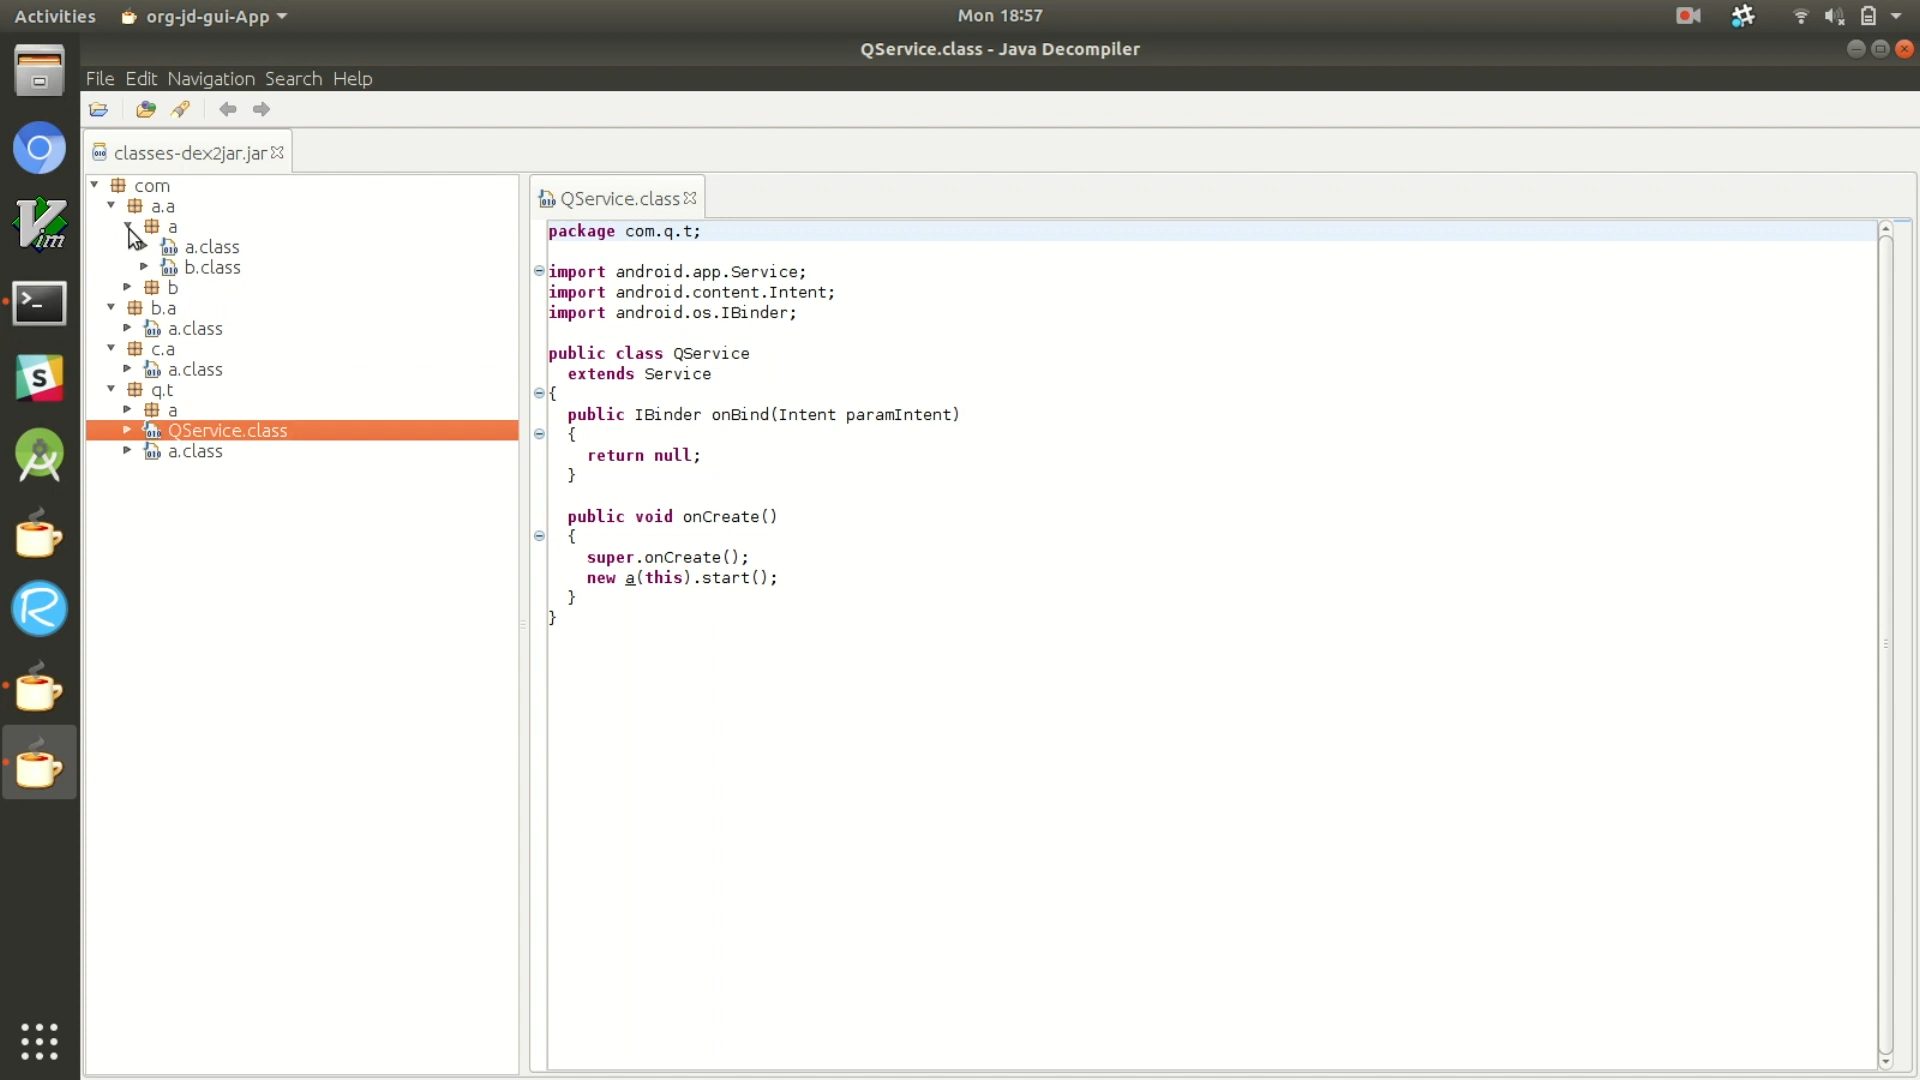 Activities org-jd-gui-App Mon 18:57
QService.class - Java Decompiler
File Edit Navigation Search Help
classes-dex2jar.jar
com
a.a
a
a.class
b.class
b
b.a
a.class
c.a
a.class
q.t
a
QService.class
a.class
QService.class
package com.q.t;
import android.app.Service;
import android.content.Intent;
import android.os.IBinder;
public class QService
extends Service
{
public IBinder onBind(Intent paramIntent)
{
return null;
}
public void onCreate()
{
super.onCreate();
new a(this).start();
}
}
Vim
>_
S
R